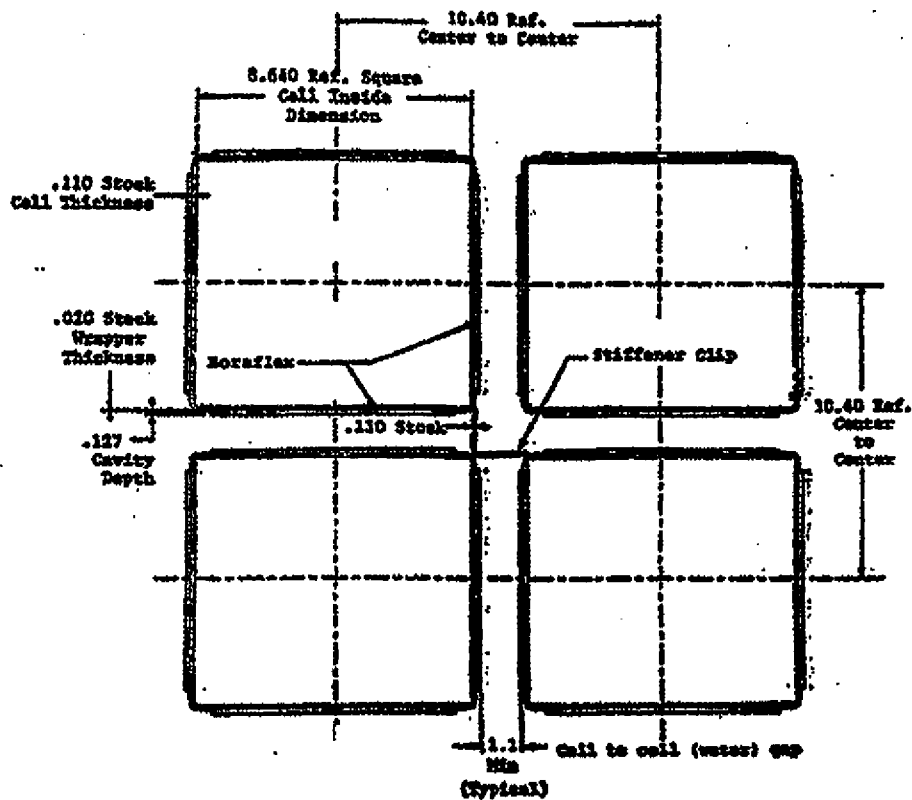 10.40 Ref.
Center to Center
8.640 Ref. Square
Cell Inside
Dimension
.110 Stock
Cell Thickness
.020 Stock
Wrapper
Thickness
Boraflex
Stiffener Clip
10.40 Ref.
Center
to
Center
.110 Stock
.127
Cavity
Depth
1.1
Min
(Typical)
Cell to cell (water) gap